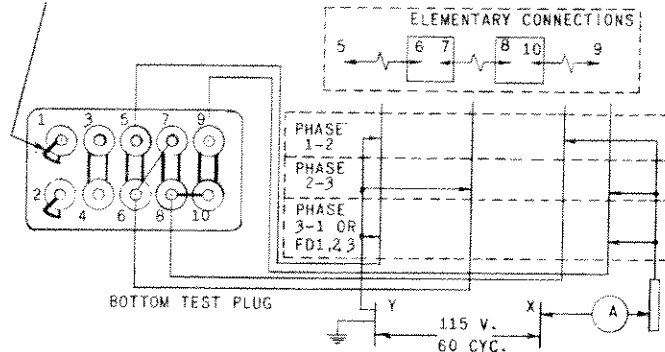 ELEMENTARY CONNECTIONS
5 6 7 8 10 9
1 3 5 7 9
2 4 6 8 10
PHASE
1-2
PHASE
2-3
PHASE
3-1 OR
FD1,2,3
BOTTOM TEST PLUG
Y X A
115 V.
60 CYC.